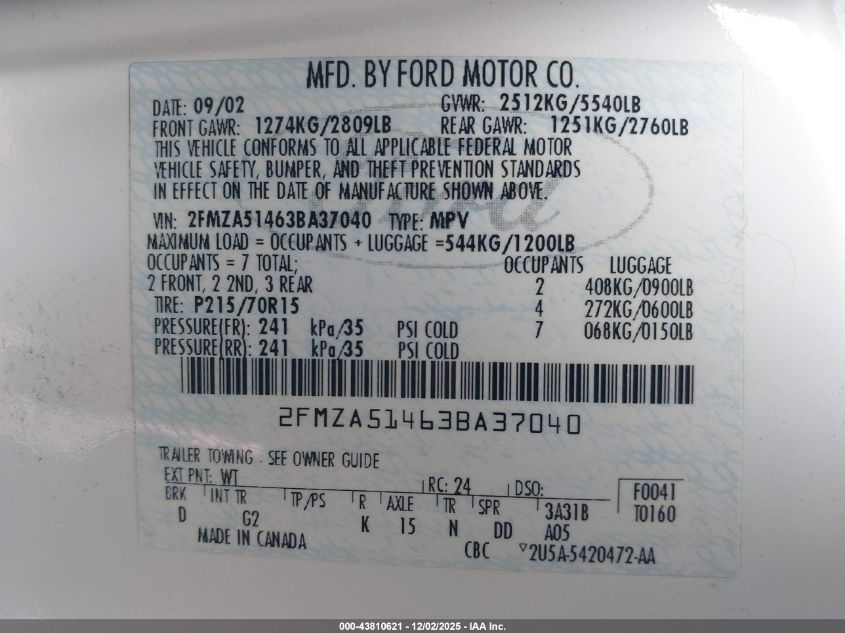 MFD. BY FORD MOTOR CO.
DATE: 09/02 GVWR: 2512KG/5540LB
FRONT GAWR: 1274KG/2809LB REAR GAWR: 1251KG/2760LB
THIS VEHICLE CONFORMS TO ALL APPLICABLE FEDERAL MOTOR
VEHICLE SAFETY, BUMPER, AND THEFT PREVENTION STANDARDS
IN EFFECT ON THE DATE OF MANUFACTURE SHOWN ABOVE.
VIN: 2FMZA51463BA37040 TYPE: MPV
MAXIMUM LOAD = OCCUPANTS + LUGGAGE =544KG/1200LB
OCCUPANTS = 7 TOTAL; OCCUPANTS LUGGAGE
2 FRONT, 2 2ND, 3 REAR 2 408KG/0900LB
TIRE: P215/70R15 4 272KG/0600LB
PRESSURE(FR): 241 kPa/35 PSI COLD 7 068KG/0150LB
PRESSURE(RR): 241 kPa/35 PSI COLD
2FMZA51463BA37040
TRAILER TOWING - SEE OWNER GUIDE
EXT PNT: WT RC: 24 DSO: F0041
BRK INT TR TP/PS R AXLE TR SPR 3A31B T0160
D G2 K 15 N DD A05
MADE IN CANADA CBC ▽2U5A-5420472-AA
Ford
000-43810621 - 12/02/2025 - IAA Inc.